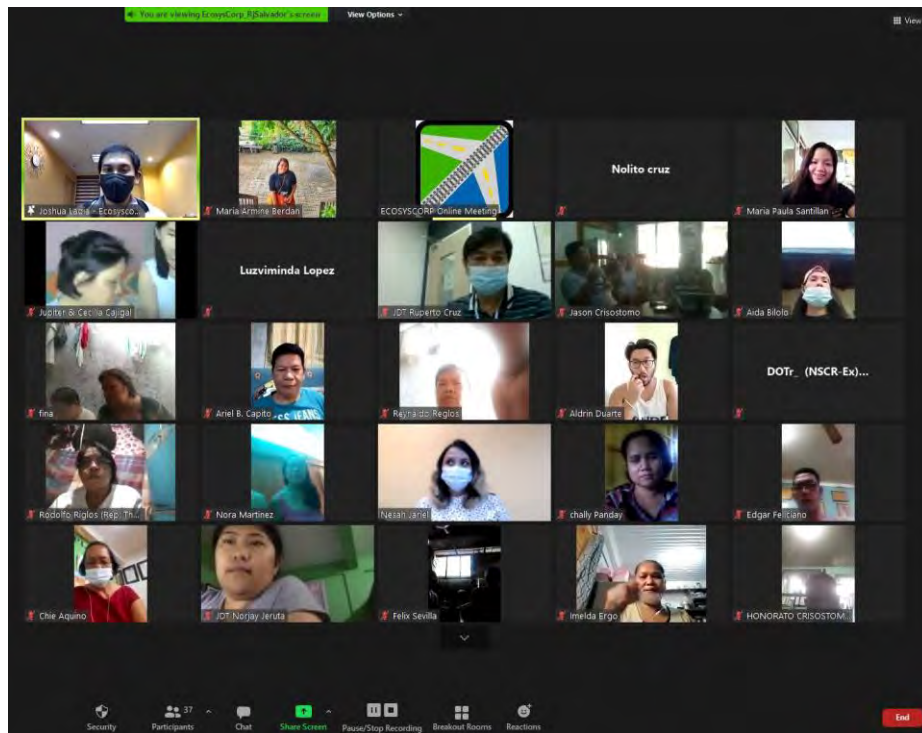 You are viewing EcosysCorp_RJSalvador's screen
View Options
View
Joshua Lagia - Ecosysco...
Maria Armine Berdan
ECOSYSCORP Online Meeting
Nolito cruz
Maria Paula Santillan
Jupiter B. Cecilia Cajigal
Luzviminda Lopez
JDT Ruperto Cruz
Jason Crisostomo
Aida Bilolo
fina
Ariel B. Capito
Reynaldo Reglos
Aldrin Duarte
DOTr_ (NSCR-Ex)...
Rodolfo Riglos (Rep. Th...
Nora Martinez
Nesah Jariel
chally Panday
Edgar Feliciano
Chie Aquino
JDT Norjay Jeruta
Felix Sevilla
Imelda Ergo
HONORATO CRISOSTOM...
Security
Participants
37
Chat
Share Screen
Pause/Stop Recording
Breakout Rooms
Reactions
End